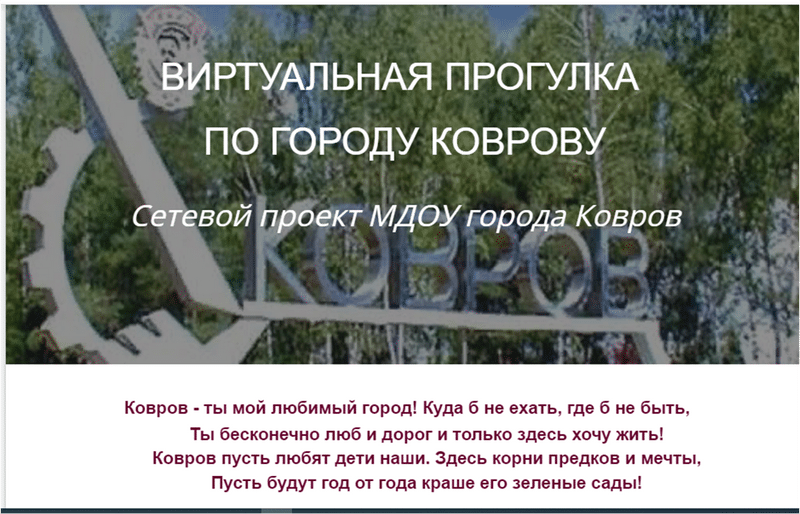 ВИРТУАЛЬНАЯ ПРОГУЛКА
ПО ГОРОДУ КОВРОВУ
Сетевой проект МДОУ города Ковров
КОВРОВ
Ковров - ты мой любимый город! Куда б не ехать, где б не быть,
Ты бесконечно люб и дорог и только здесь хочу жить!
Ковров пусть любят дети наши. Здесь корни предков и мечты,
Пусть будут год от года краше его зеленые сады!